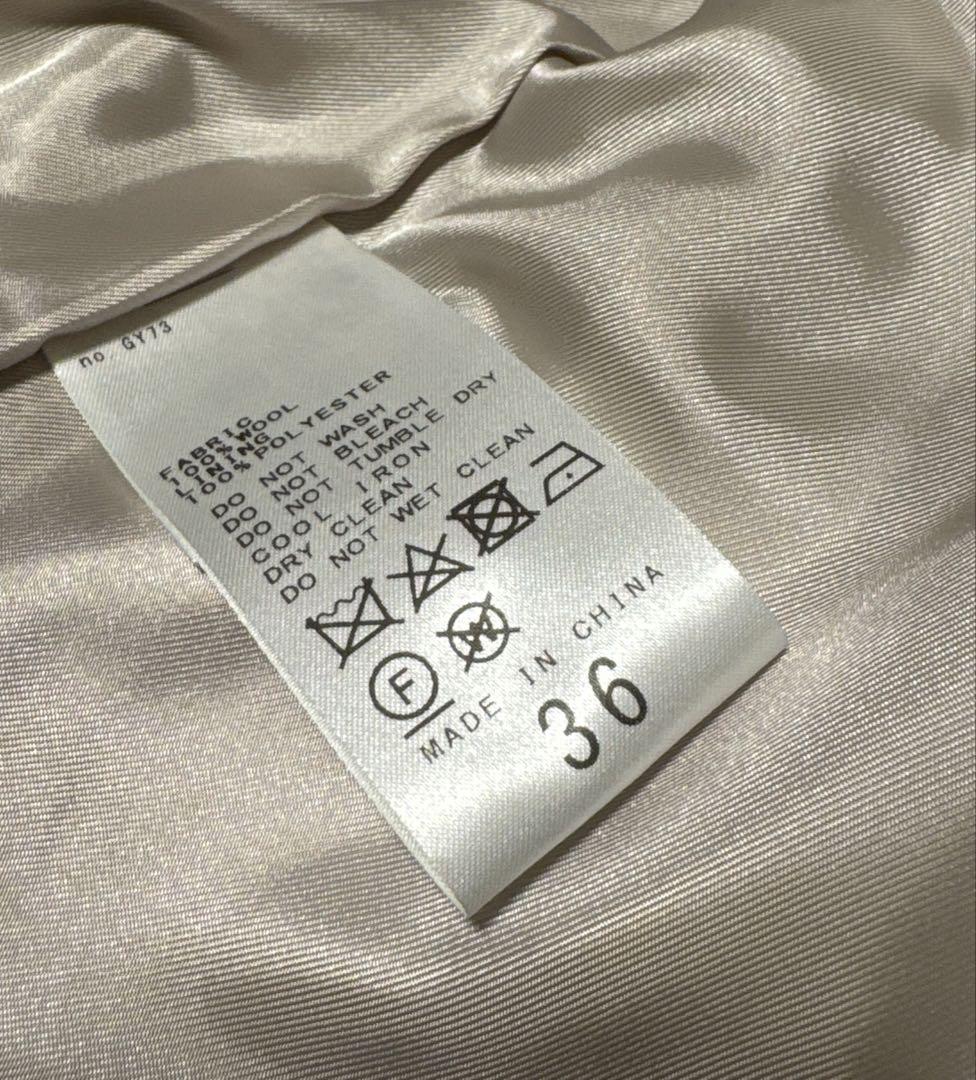 no. GY73
FABRIC
100%WOOL
LINING
100%POLYESTER
DO NOT WASH
DO NOT BLEACH
DO NOT TUMBLE DRY
COOL IRON
DRY CLEAN
DO NOT WET CLEAN
W
F
MADE IN CHINA
36